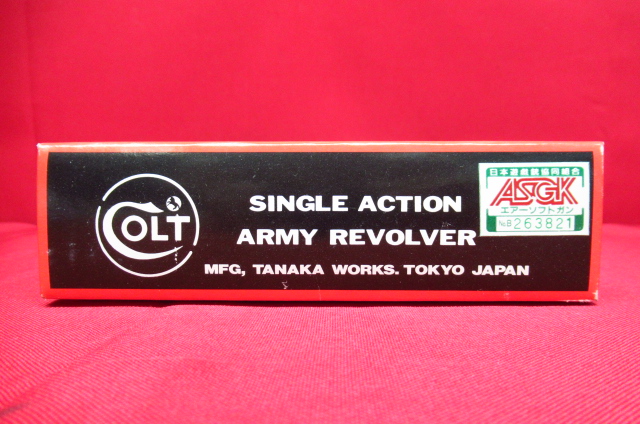 COLT
SINGLE ACTION
ARMY REVOLVER
MFG, TANAKA WORKS. TOKYO JAPAN
日本遊戯銃協同組合
ASGK
エアーソフトガン
№B 263821